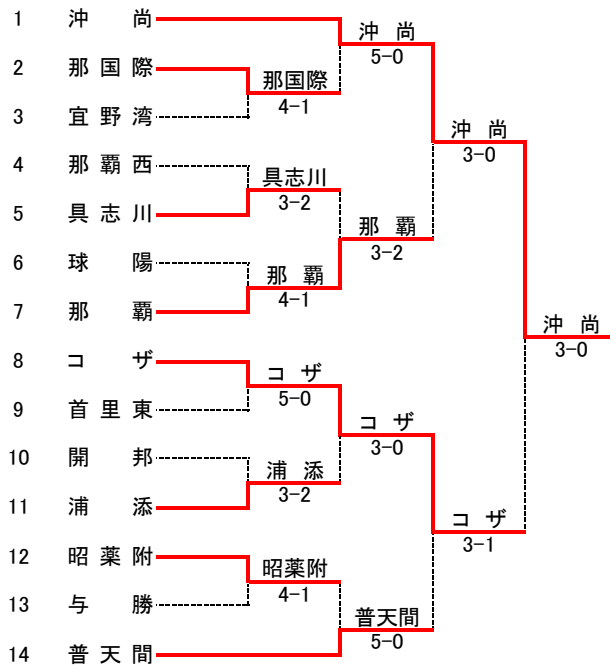 1 沖 尚
2 那国際
3 宜野湾
4 那覇西
5 具志川
6 球 陽
7 那 覇
8 コ ザ
9 首里東
10 開 邦
11 浦 添
12 昭薬附
13 与 勝
14 普天間
那国際
4-1
具志川
3-2
那 覇
4-1
コ ザ
5-0
浦 添
3-2
昭薬附
4-1
沖 尚
5-0
那 覇
3-2
コ ザ
3-0
普天間
5-0
沖 尚
3-0
コ ザ
3-1
沖 尚
3-0